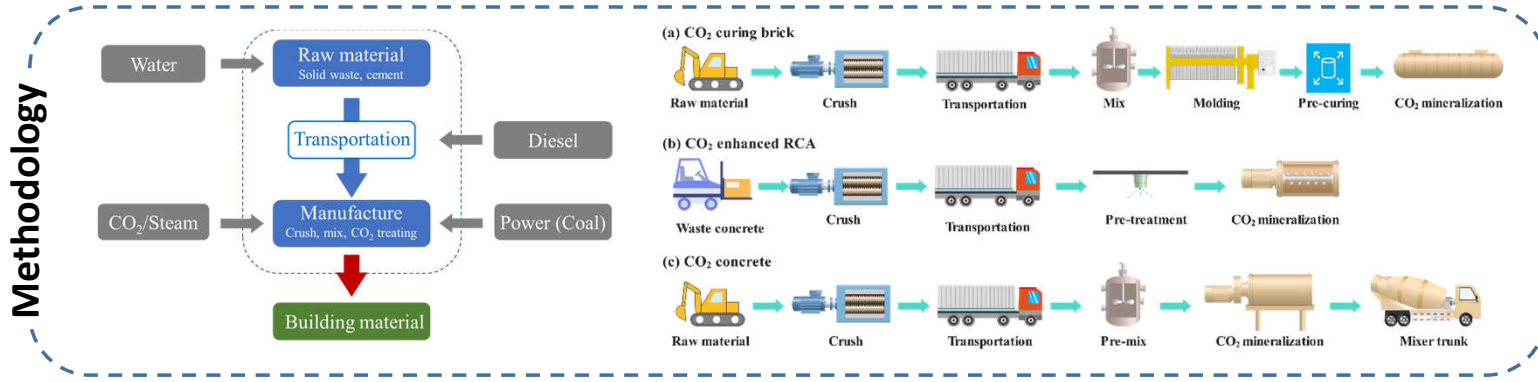 Methodology
Water
Raw material
Solid waste, cement
Transportation
Diesel
CO₂/Steam
Manufacture
Crush, mix, CO₂ treating
Power (Coal)
Building material
(a) CO₂ curing brick
Raw material
Crush
Transportation
Mix
Molding
Pre-curing
CO₂ mineralization
(b) CO₂ enhanced RCA
Waste concrete
Crush
Transportation
Pre-treatment
CO₂ mineralization
(c) CO₂ concrete
Raw material
Crush
Transportation
Pre-mix
CO₂ mineralization
Mixer trunk